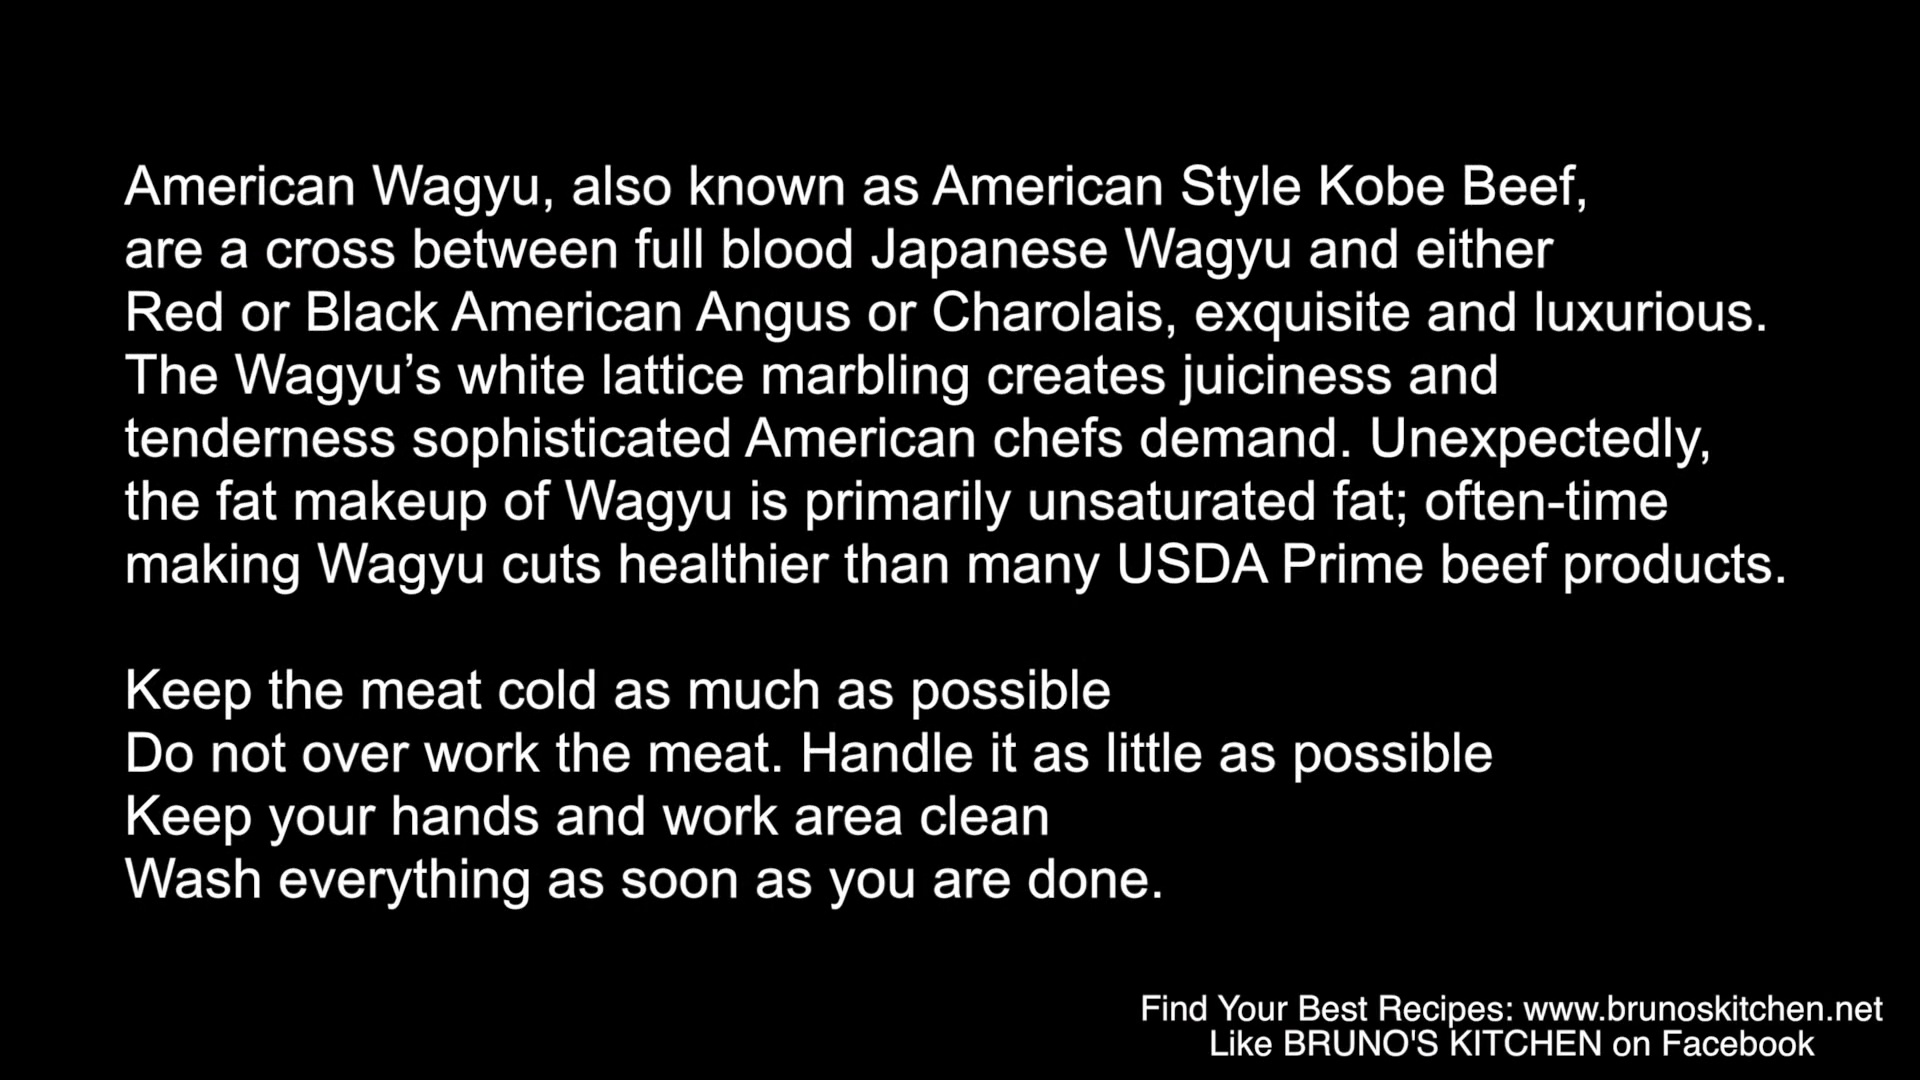 American Wagyu, also known as American Style Kobe Beef,
are a cross between full blood Japanese Wagyu and either
Red or Black American Angus or Charolais, exquisite and luxurious.
The Wagyu’s white lattice marbling creates juiciness and
tenderness sophisticated American chefs demand. Unexpectedly,
the fat makeup of Wagyu is primarily unsaturated fat; often-time
making Wagyu cuts healthier than many USDA Prime beef products.
Keep the meat cold as much as possible
Do not over work the meat. Handle it as little as possible
Keep your hands and work area clean
Wash everything as soon as you are done.
Find Your Best Recipes: www.brunoskitchen.net
Like BRUNO'S KITCHEN on Facebook